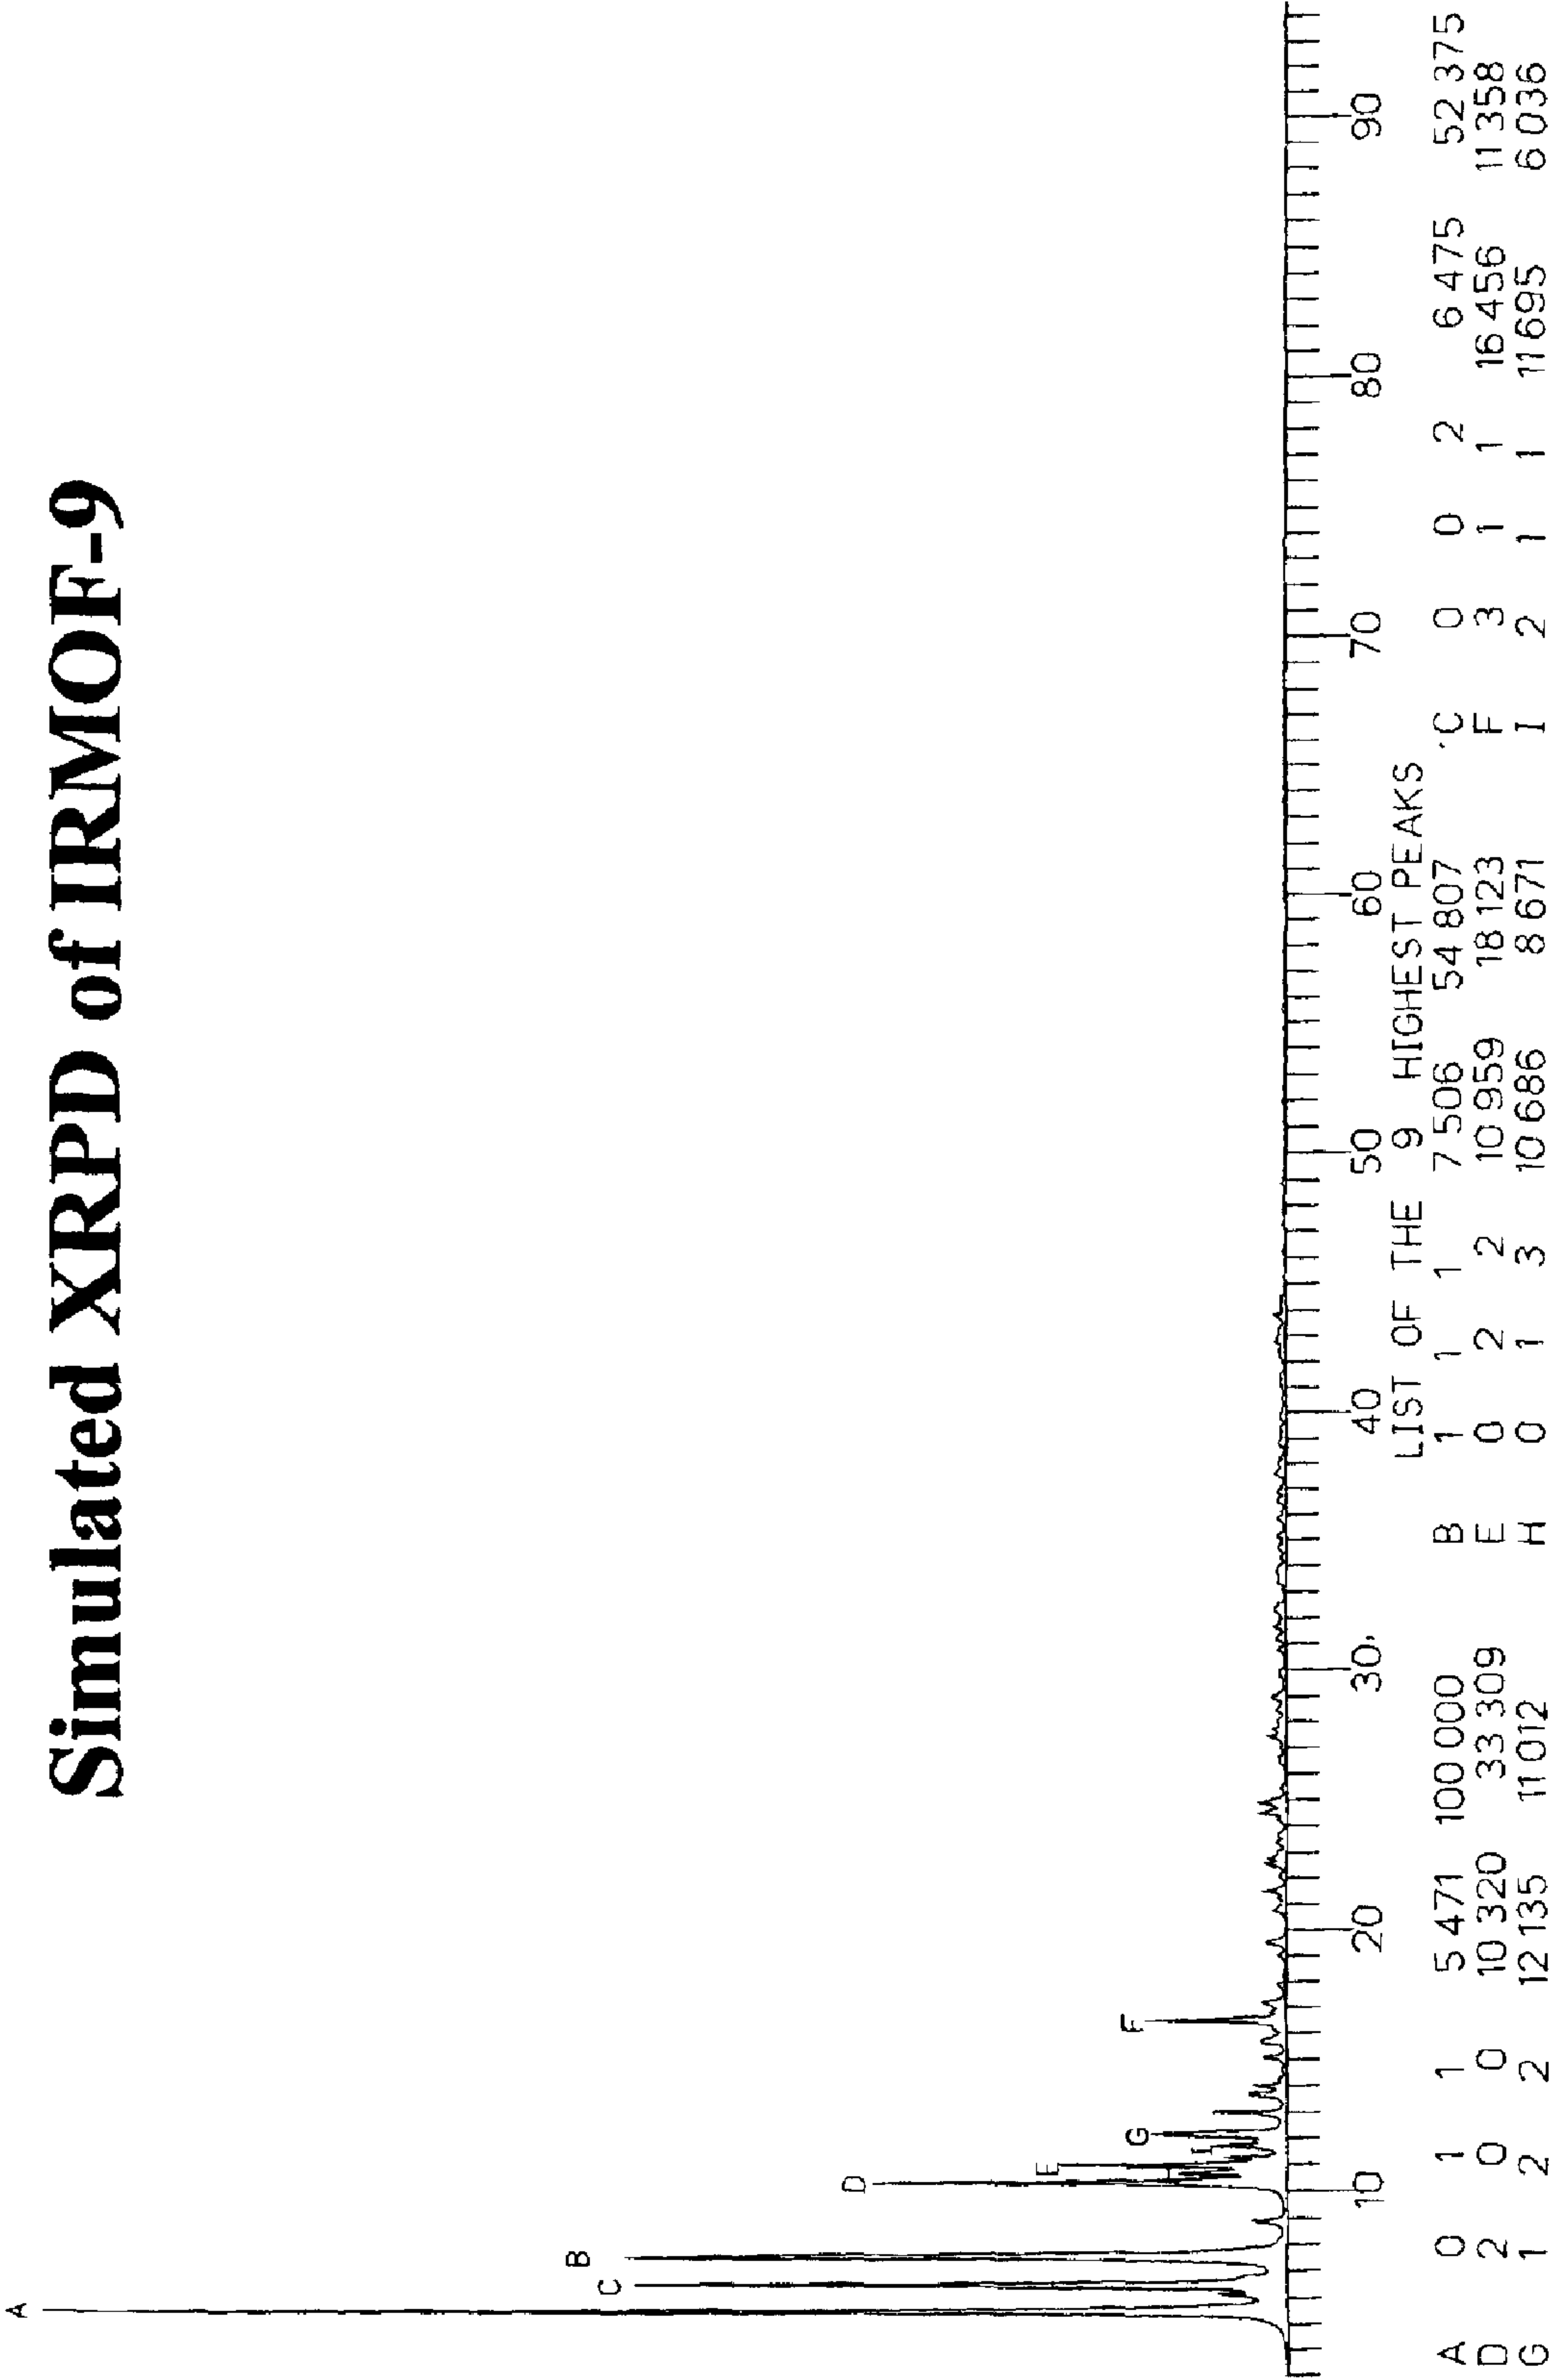 Simulated XRPD of IRMOF-9
A
B
C
D
E
F
G
H
I
10 20 30 40 50 60 70 80 90
LIST OF THE 9 HIGHEST PEAKS
A 0 1 1 5 471 100 000 B 1 1 1 7 506 54 807 C 0 0 2 6 475 52 375
D 2 0 0 10 320 33 309 E 0 2 2 10 959 18 123 F 3 1 1 16 456 11 358
G 1 2 2 12 135 11 012 H 0 1 3 10 686 8 671 I 2 1 1 11 695 6 036